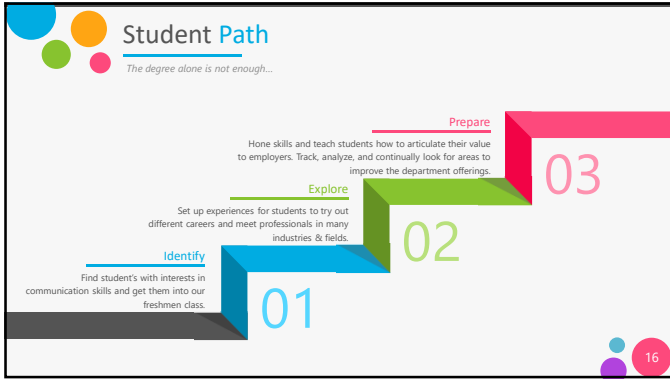 Student Path
The degree alone is not enough...
Prepare
Hone skills and teach students how to articulate their value
to employers. Track, analyze, and continually look for areas to
improve the department offerings.
03
Explore
Set up experiences for students to try out
different careers and meet professionals in many
industries & fields.
02
Identify
Find student's with interests in
communication skills and get them into our
freshmen class.
01
16